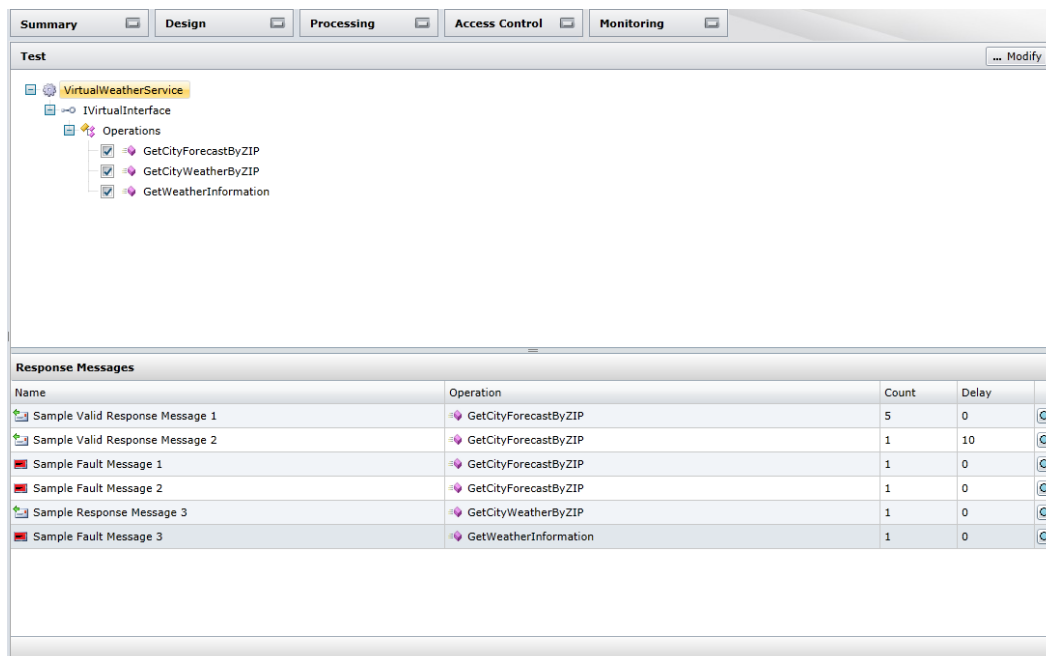 Summary Design Processing Access Control Monitoring
Test ... Modify
VirtualWeatherService
IVirtualInterface
Operations
GetCityForecastByZIP
GetCityWeatherByZIP
GetWeatherInformation
Response Messages
Name Operation Count Delay
Sample Valid Response Message 1 GetCityForecastByZIP 5 0
Sample Valid Response Message 2 GetCityForecastByZIP 1 10
Sample Fault Message 1 GetCityForecastByZIP 1 0
Sample Fault Message 2 GetCityForecastByZIP 1 0
Sample Response Message 3 GetCityWeatherByZIP 1 0
Sample Fault Message 3 GetWeatherInformation 1 0